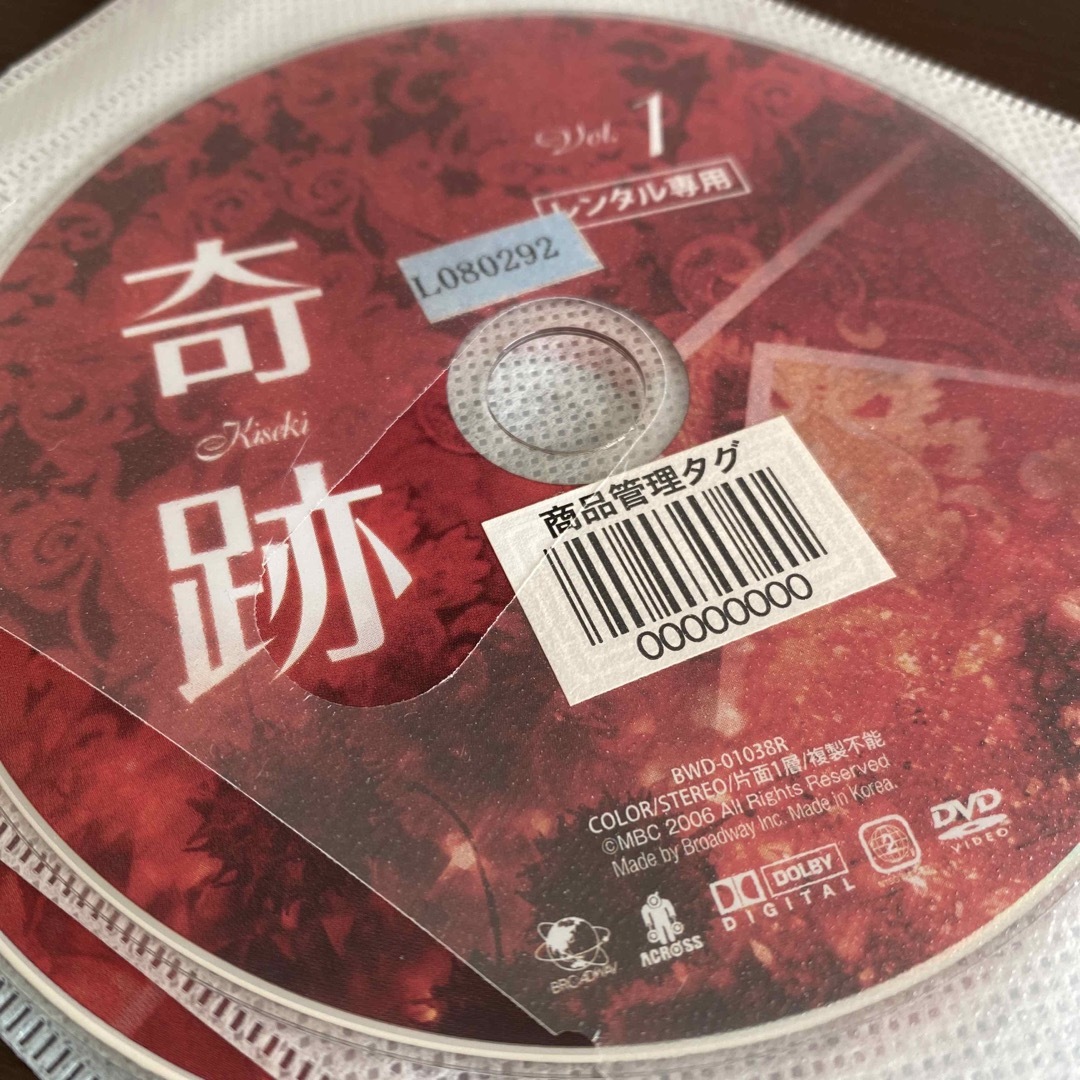 Vol. 1
レンタル専用
L080292
奇
Kiseki
跡
商品管理タグ
00000000
BWD-01038R
COLOR/STEREO/片面1層/複製不能
©MBC 2006 All Rights Reserved
Made by Broadway Inc. Made in Korea.
BROADWAY
ACROSS
DOLBY
DIGITAL
2
DVD
VIDEO